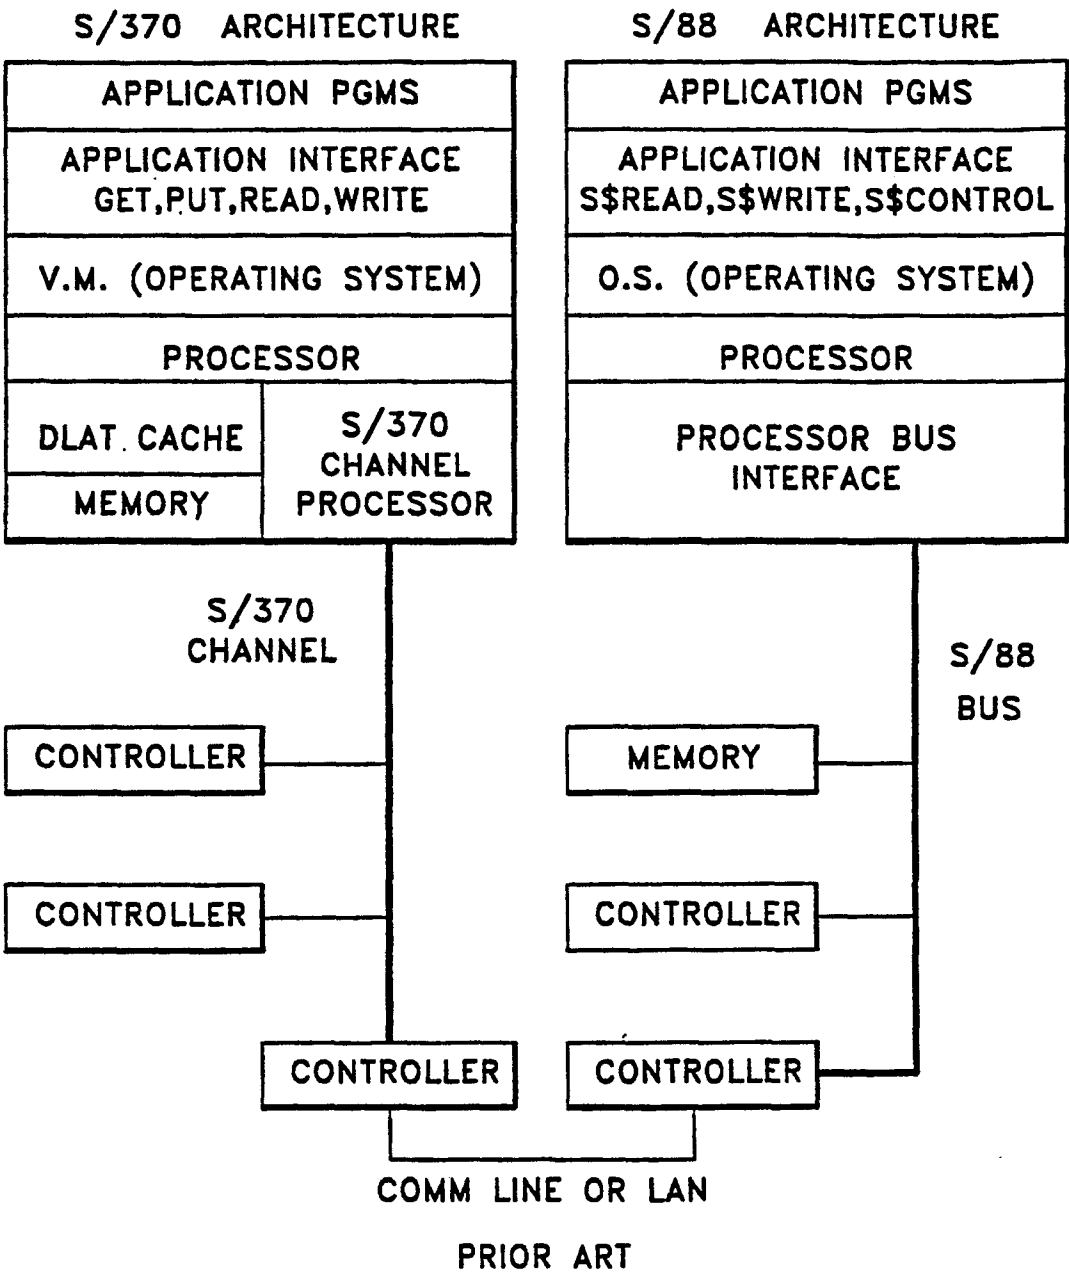 S/370 ARCHITECTURE
APPLICATION PGMS
APPLICATION INTERFACE
GET,PUT,READ,WRITE
V.M. (OPERATING SYSTEM)
PROCESSOR
DLAT. CACHE
MEMORY
S/370
CHANNEL
PROCESSOR
S/370
CHANNEL
CONTROLLER
CONTROLLER
CONTROLLER
S/88 ARCHITECTURE
APPLICATION PGMS
APPLICATION INTERFACE
S$READ,S$WRITE,S$CONTROL
O.S. (OPERATING SYSTEM)
PROCESSOR
PROCESSOR BUS
INTERFACE
S/88
BUS
MEMORY
CONTROLLER
CONTROLLER
COMM LINE OR LAN
PRIOR ART